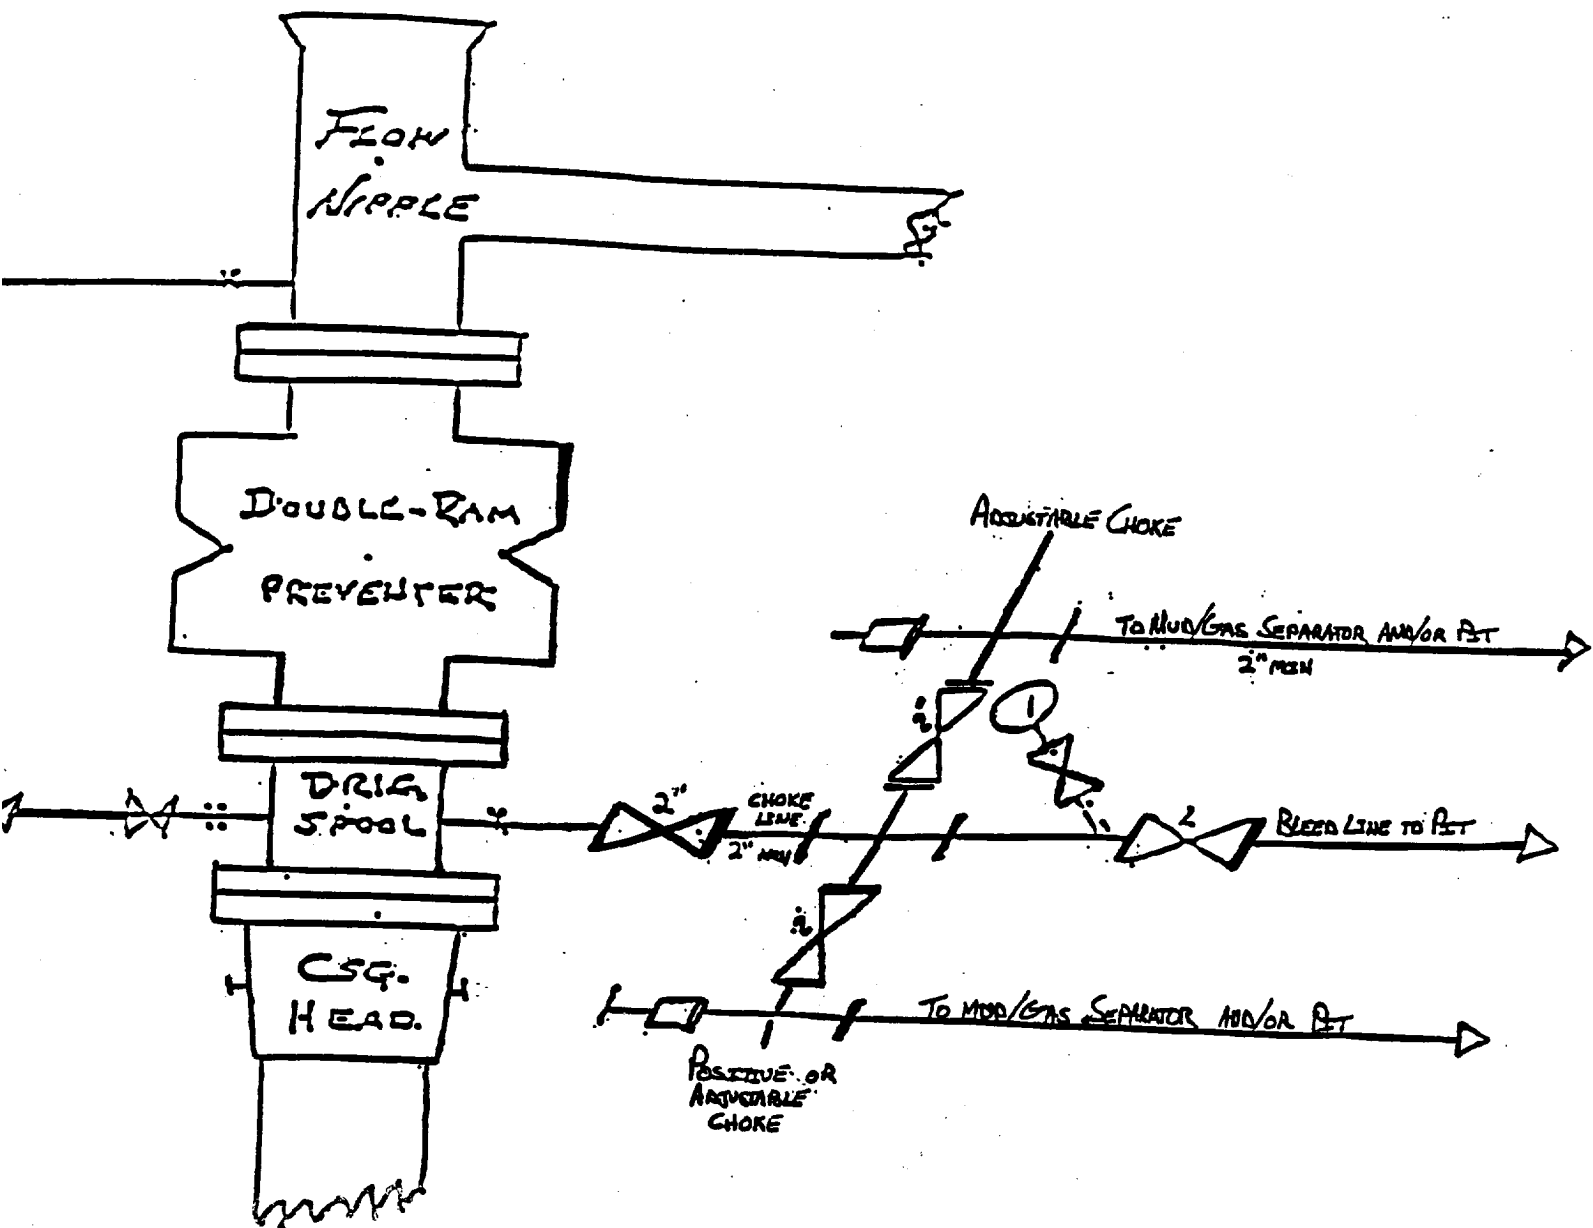 FLOW
NIPPLE
DOUBLE-RAM
PREVENTER
ADJUSTABLE CHOKE
TO MUD/GAS SEPARATOR AND/OR PIT
2" MIN
2"
1
DRLG.
SPOOL
2"
CHOKE
LINE
2" MIN
2
BLEED LINE TO PIT
2"
CSG.
HEAD.
TO MUD/GAS SEPARATOR AND/OR PIT
POSITIVE OR
ADJUSTABLE
CHOKE